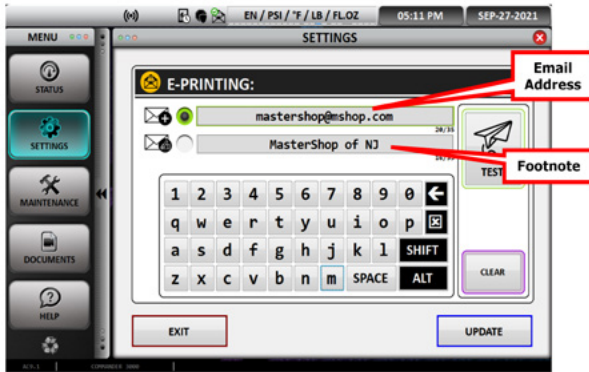 EN / PSI / °F / LB / FL.OZ
05:11 PM
SEP-27-2021
MENU
SETTINGS
STATUS
SETTINGS
MAINTENANCE
DOCUMENTS
HELP
E-PRINTING:
mastershop@mshop.com
20/35
MasterShop of NJ
Email
Address
Footnote
TEST
1 2 3 4 5 6 7 8 9 0
q w e r t y u i o p
a s d f g h j k l SHIFT
z x c v b n m SPACE ALT
CLEAR
EXIT
UPDATE
COMMANDER 3000